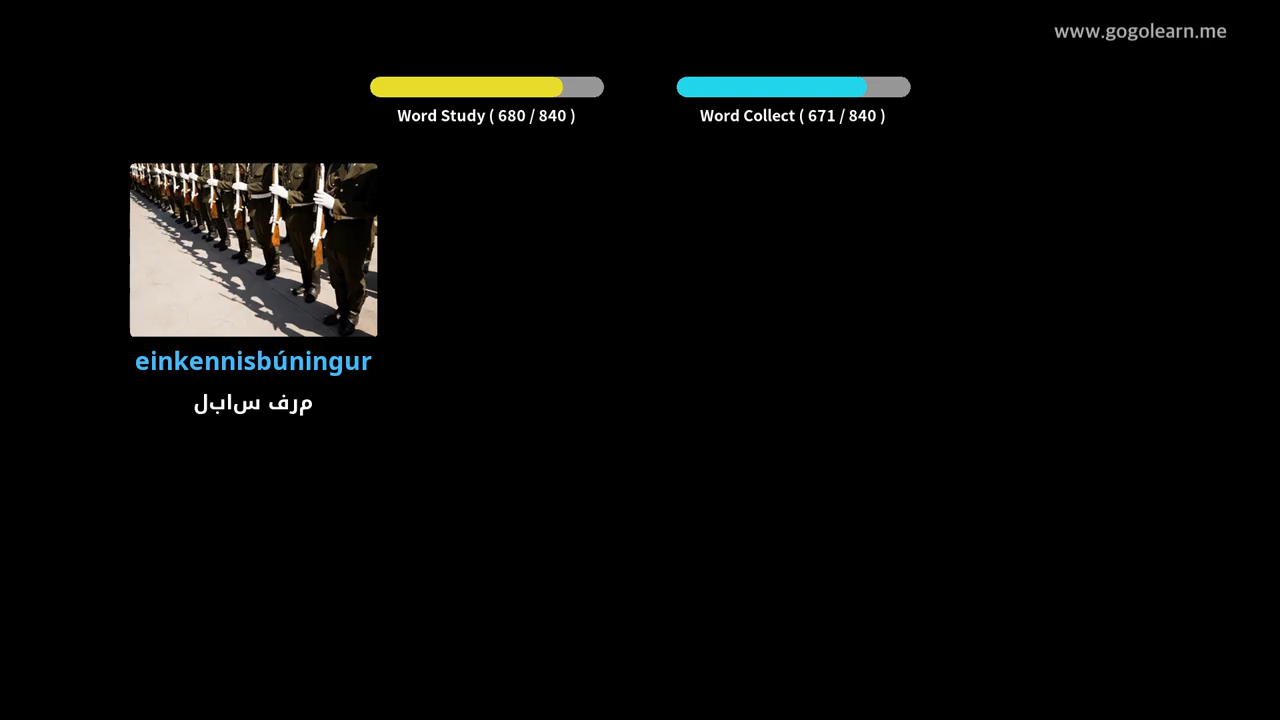 www.gogolearn.me
Word Study ( 680 / 840 )
Word Collect ( 671 / 840 )
einkennisbúningur
مرف سابل